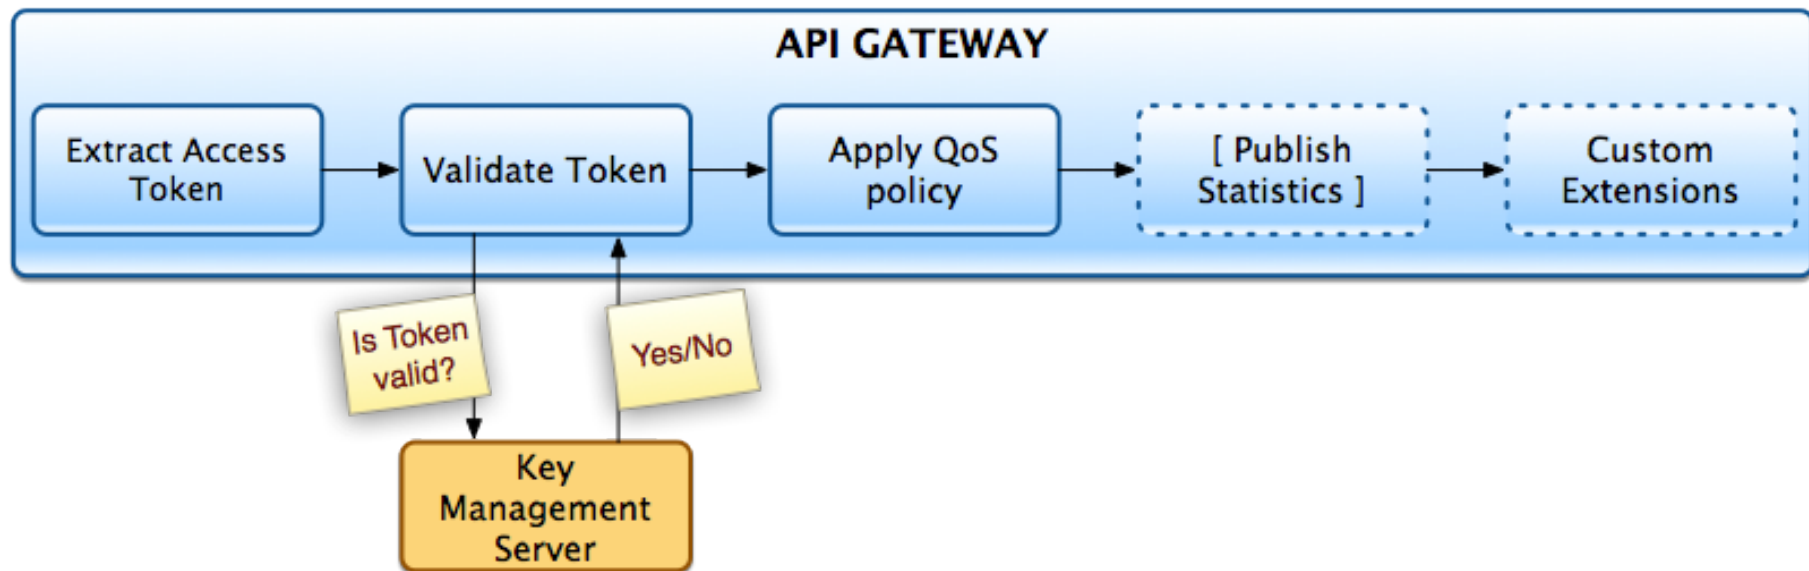 API GATEWAY
Extract Access
Token
Validate Token
Apply QoS
policy
[ Publish
Statistics ]
Custom
Extensions
Is Token
valid?
Yes/No
Key
Management
Server